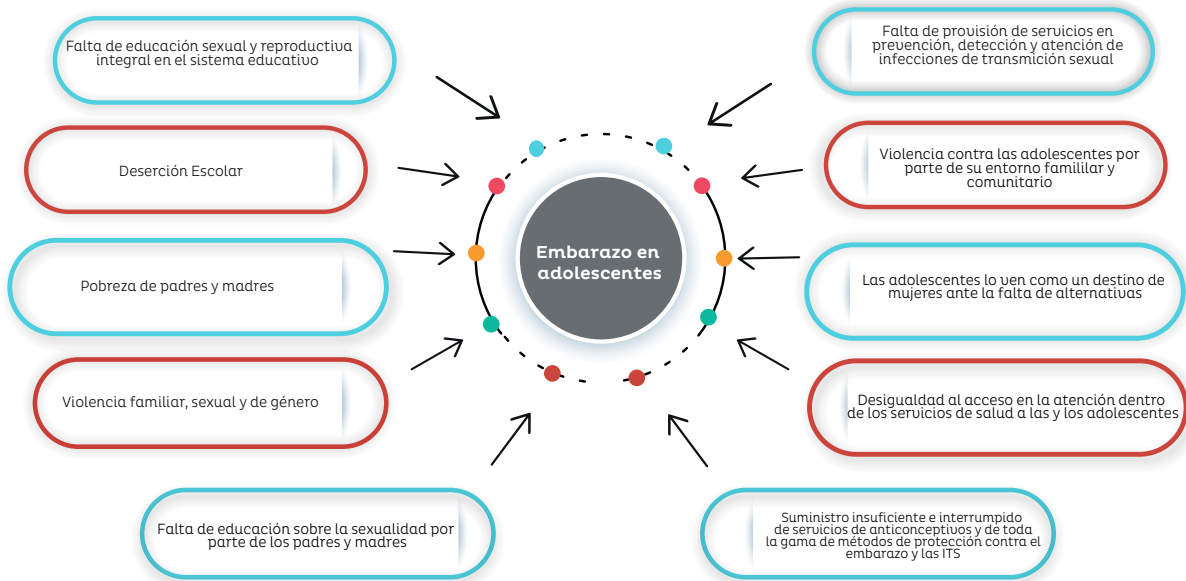 Falta de educación sexual y reproductiva
integral en el sistema educativo
Deserción Escolar
Pobreza de padres y madres
Violencia familiar, sexual y de género
Falta de educación sobre la sexualidad por
parte de los padres y madres
Embarazo en
adolescentes
Falta de provisión de servicios en
prevención, detección y atención de
infecciones de transmición sexual
Violencia contra las adolescentes por
parte de su entorno famililar y
comunitario
Las adolescentes lo ven como un destino de
mujeres ante la falta de alternativas
Desigualdad al acceso en la atención dentro
de los servicios de salud a las y los adolescentes
Suministro insuficiente e interrumpido
de servicios de anticonceptivos y de toda
la gama de métodos de protección contra el
embarazo y las ITS